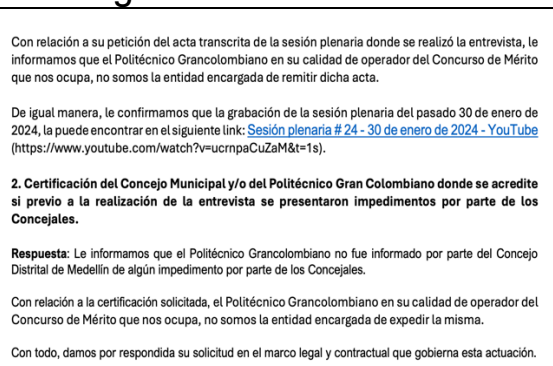 Con relación a su petición del acta transcrita de la sesión plenaria donde se realizó la entrevista, le
informamos que el Politécnico Grancolombiano en su calidad de operador del Concurso de Mérito
que nos ocupa, no somos la entidad encargada de remitir dicha acta.
De igual manera, le confirmamos que la grabación de la sesión plenaria del pasado 30 de enero de
2024, la puede encontrar en el siguiente link: Sesión plenaria # 24 - 30 de enero de 2024 - YouTube
(https://www.youtube.com/watch?v=ucrnpaCuZaM&t=1s).
2. Certificación del Concejo Municipal y/o del Politécnico Gran Colombiano donde se acredite
si previo a la realización de la entrevista se presentaron impedimentos por parte de los
Concejales.
Respuesta: Le informamos que el Politécnico Grancolombiano no fue informado por parte del Concejo
Distrital de Medellín de algún impedimento por parte de los Concejales.
Con relación a la certificación solicitada, el Politécnico Grancolombiano en su calidad de operador del
Concurso de Mérito que nos ocupa, no somos la entidad encargada de expedir la misma.
Con todo, damos por respondida su solicitud en el marco legal y contractual que gobierna esta actuación.